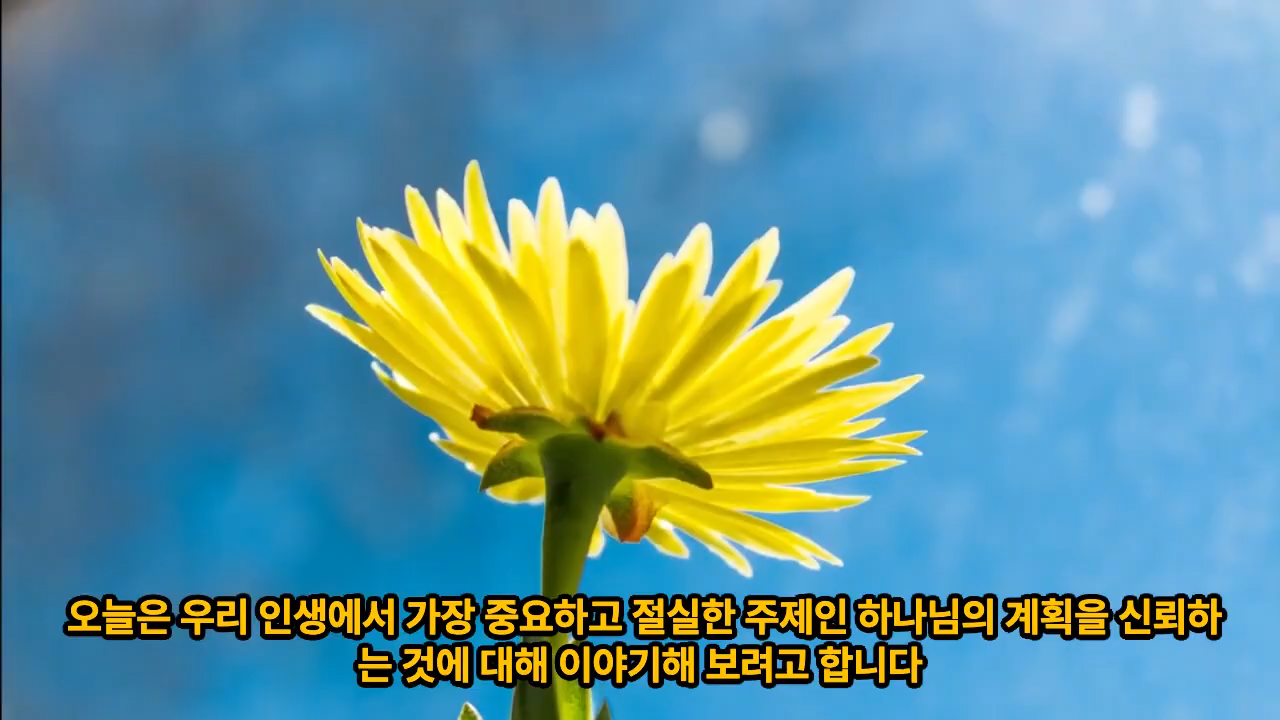 오늘은 우리 인생에서 가장 중요하고 절실한 주제인 하나님의 계획을 신뢰하
는 것에 대해 이야기해 보려고 합니다